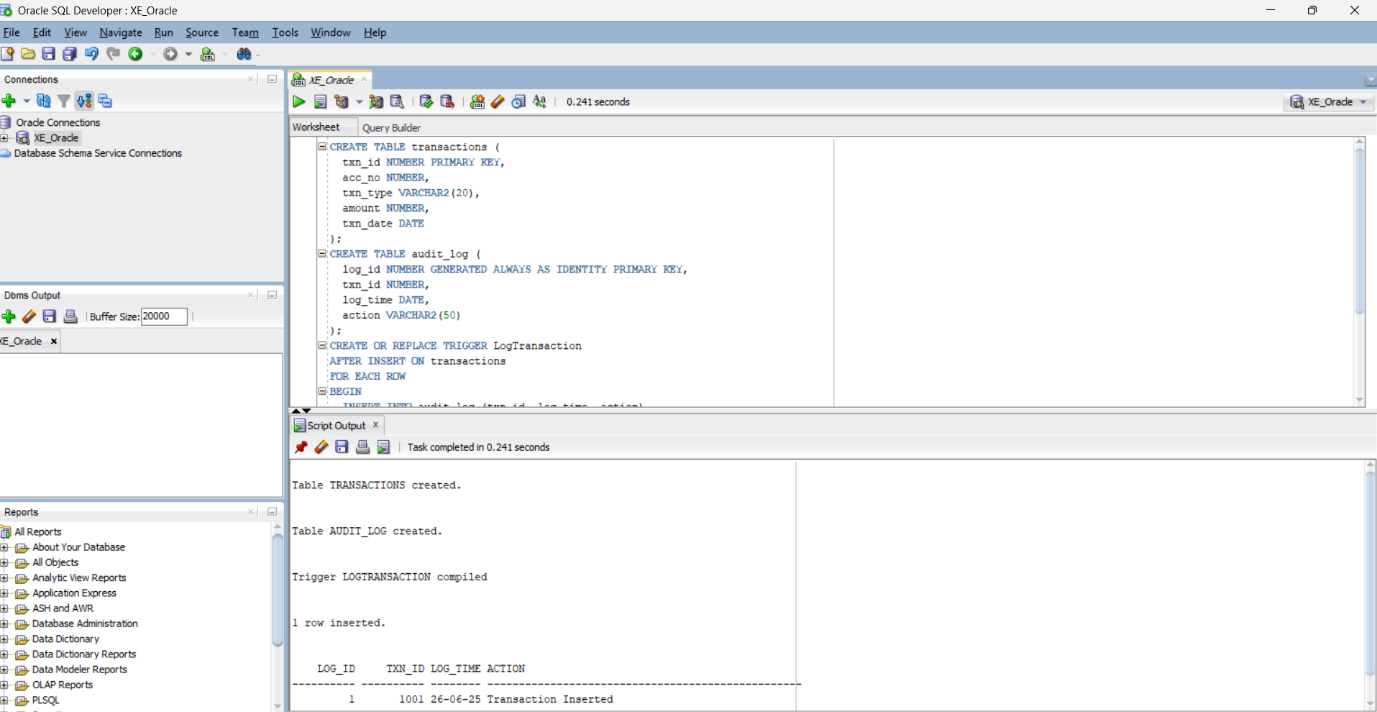 Oracle SQL Developer : XE_Oracle
File Edit View Navigate Run Source Team Tools Window Help
Connections
Oracle Connections
XE_Oracle
Database Schema Service Connections
Dbms Output
Buffer Size: 20000
XE_Oracle
Reports
All Reports
About Your Database
All Objects
Analytic View Reports
Application Express
ASH and AWR
Database Administration
Data Dictionary
Data Dictionary Reports
Data Modeler Reports
OLAP Reports
PLSQL
XE_Oracle
0.241 seconds
XE_Oracle
Worksheet Query Builder
CREATE TABLE transactions (
txn_id NUMBER PRIMARY KEY,
acc_no NUMBER,
txn_type VARCHAR2(20),
amount NUMBER,
txn_date DATE
);
CREATE TABLE audit_log (
log_id NUMBER GENERATED ALWAYS AS IDENTITY PRIMARY KEY,
txn_id NUMBER,
log_time DATE,
action VARCHAR2(50)
);
CREATE OR REPLACE TRIGGER LogTransaction
AFTER INSERT ON transactions
FOR EACH ROW
BEGIN
INSERT INTO audit_log (txn_id, log_time, action)
Script Output
Task completed in 0.241 seconds
Table TRANSACTIONS created.
Table AUDIT_LOG created.
Trigger LOGTRANSACTION compiled
1 row inserted.
LOG_ID TXN_ID LOG_TIME ACTION
---------- ---------- -------- --------------------------------------------------
1 1001 26-06-25 Transaction Inserted